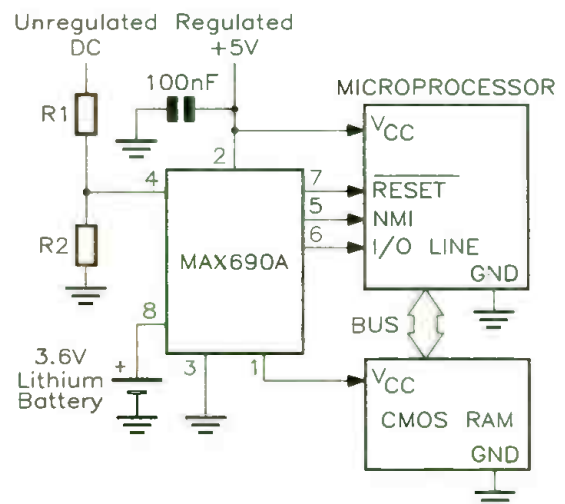 Unregulated Regulated
DC +5V
100nF
R1
MICROPROCESSOR
VCC
2
4
7
RESET
5
NMI
6
I/O LINE
R2
MAX690A
GND
8
BUS
3.6V
+
Lithium
Battery
3
1
VCC
CMOS RAM
GND